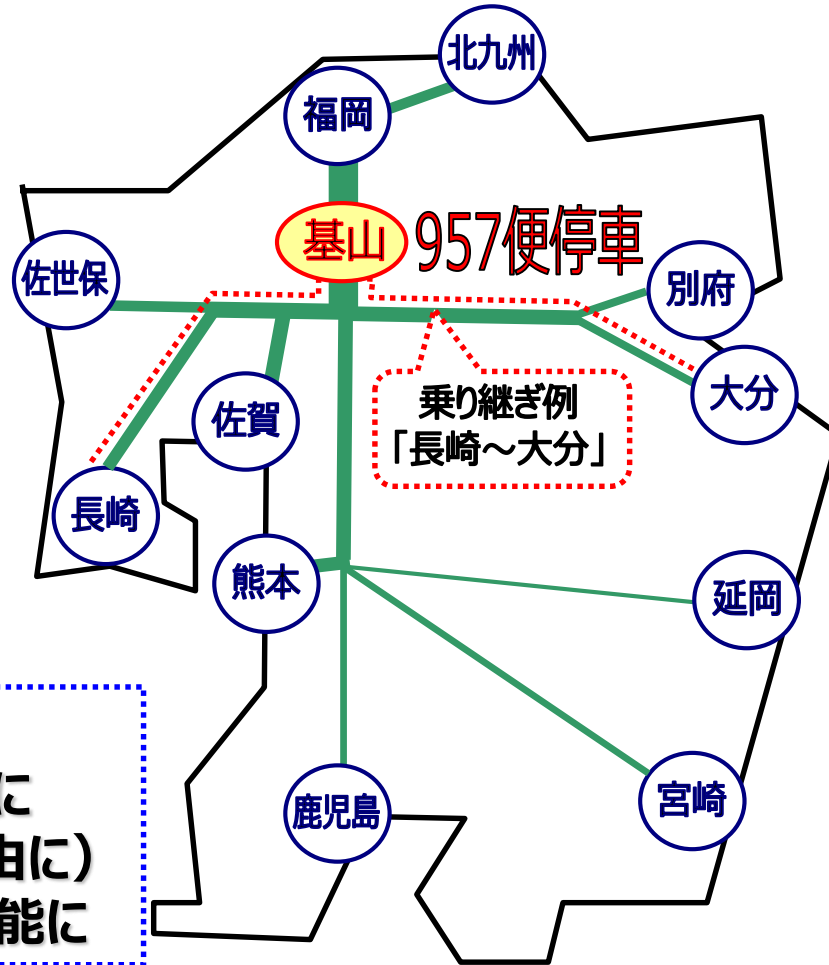 北九州
福岡
基山
957便停車
佐世保
別府
大分
乗り継ぎ例
「長崎～大分」
佐賀
長崎
熊本
延岡
に
由に）
能に
鹿児島
宮崎